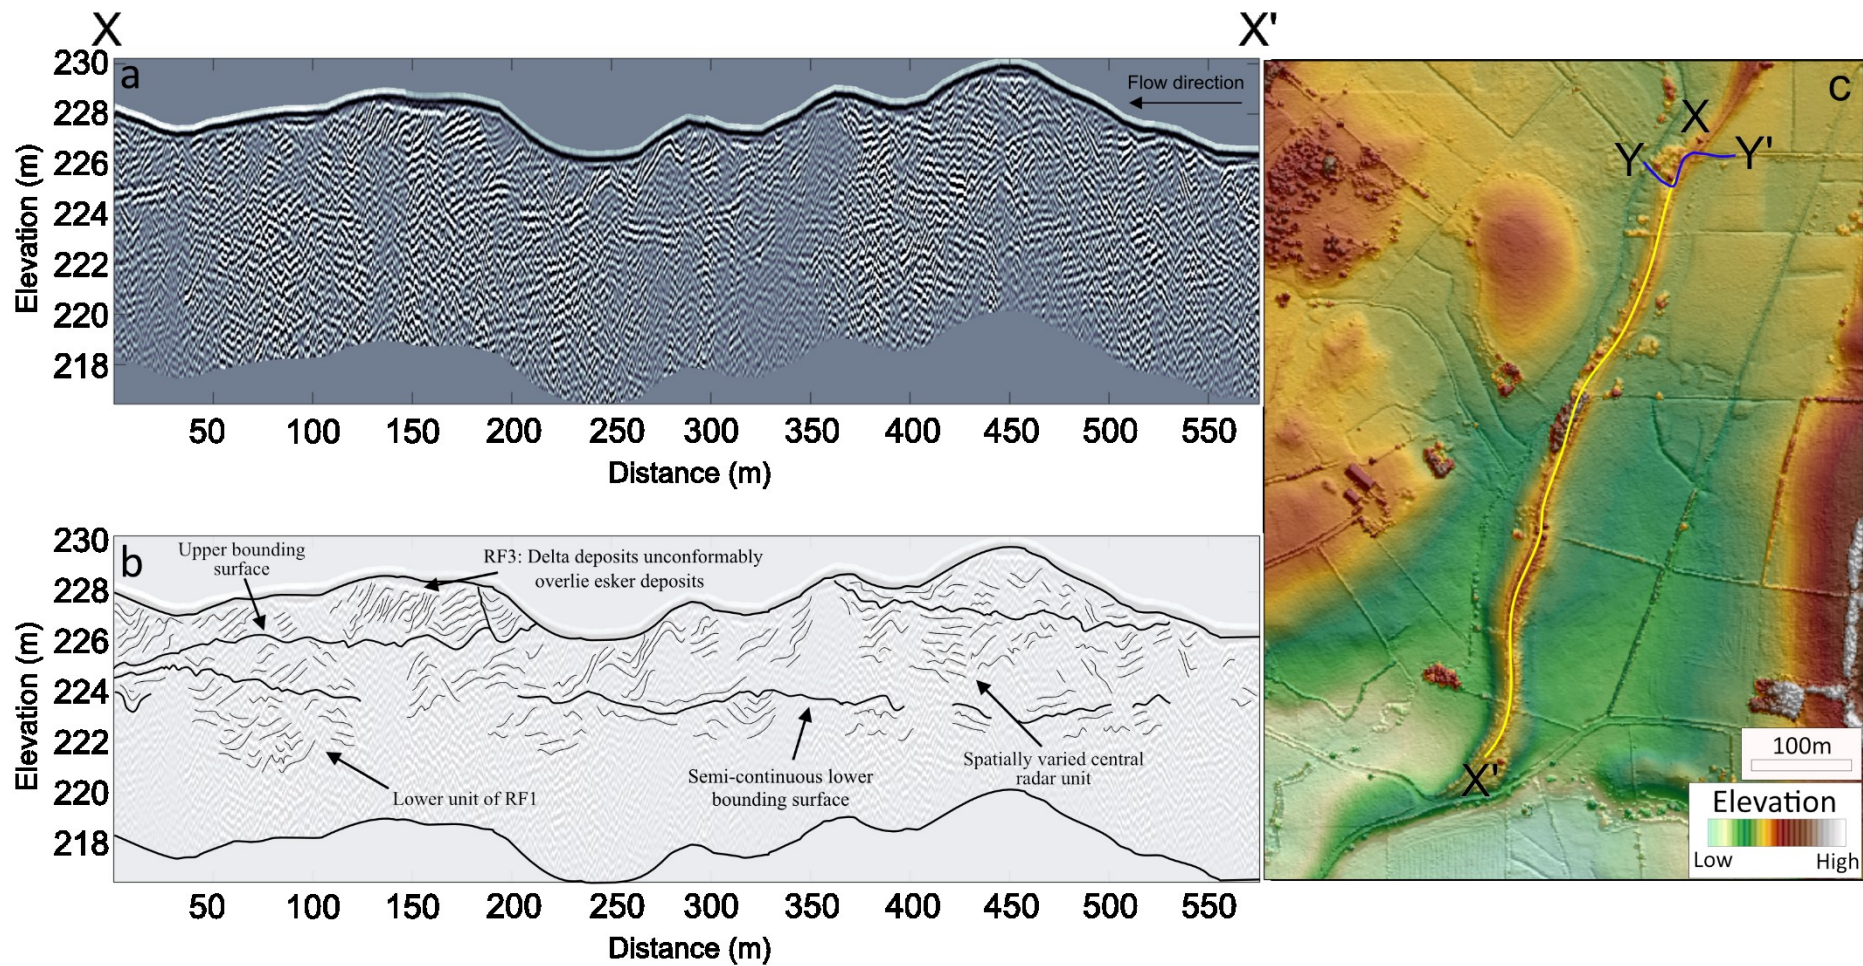 X
X'
a
230
228
226
224
222
220
218
Elevation (m)
Flow direction
50 100 150 200 250 300 350 400 450 500 550
Distance (m)
b
230
228
226
224
222
220
218
Elevation (m)
Upper bounding
surface
RF3: Delta deposits unconformably
overlie esker deposits
Lower unit of RF1
Semi-continuous lower
bounding surface
Spatially varied central
radar unit
50 100 150 200 250 300 350 400 450 500 550
Distance (m)
c
X
Y
Y'
X'
100m
Elevation
Low High